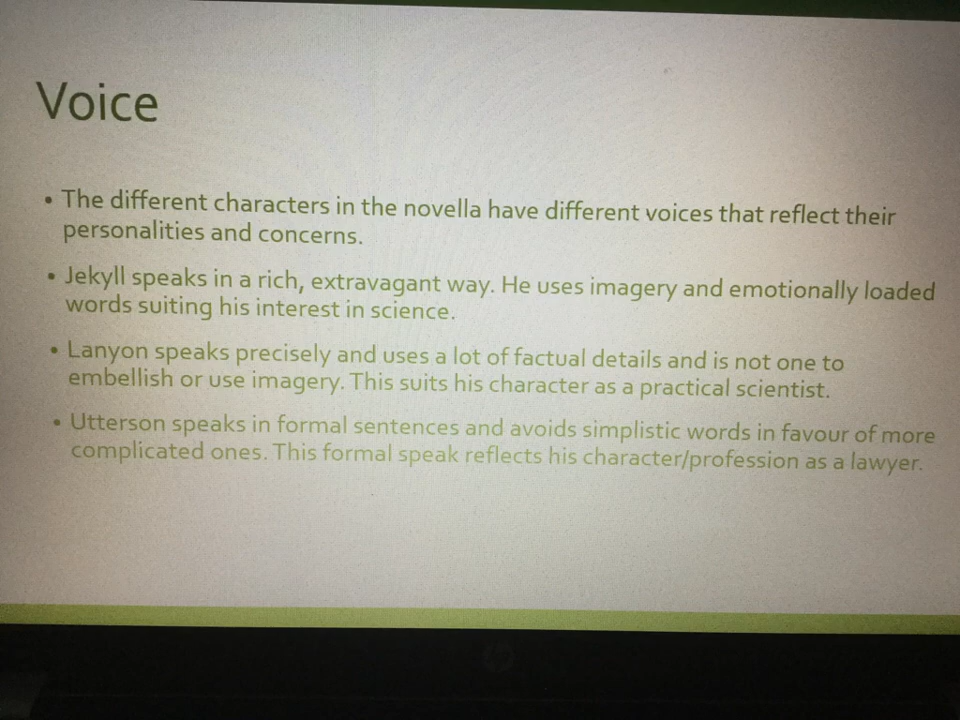 Voice
• The different characters in the novella have different voices that reflect their
personalities and concerns.
• Jekyll speaks in a rich, extravagant way. He uses imagery and emotionally loaded
words suiting his interest in science.
• Lanyon speaks precisely and uses a lot of factual details and is not one to
embellish or use imagery. This suits his character as a practical scientist.
• Utterson speaks in formal sentences and avoids simplistic words in favour of more
complicated ones. This formal speak reflects his character/profession as a lawyer.
hp